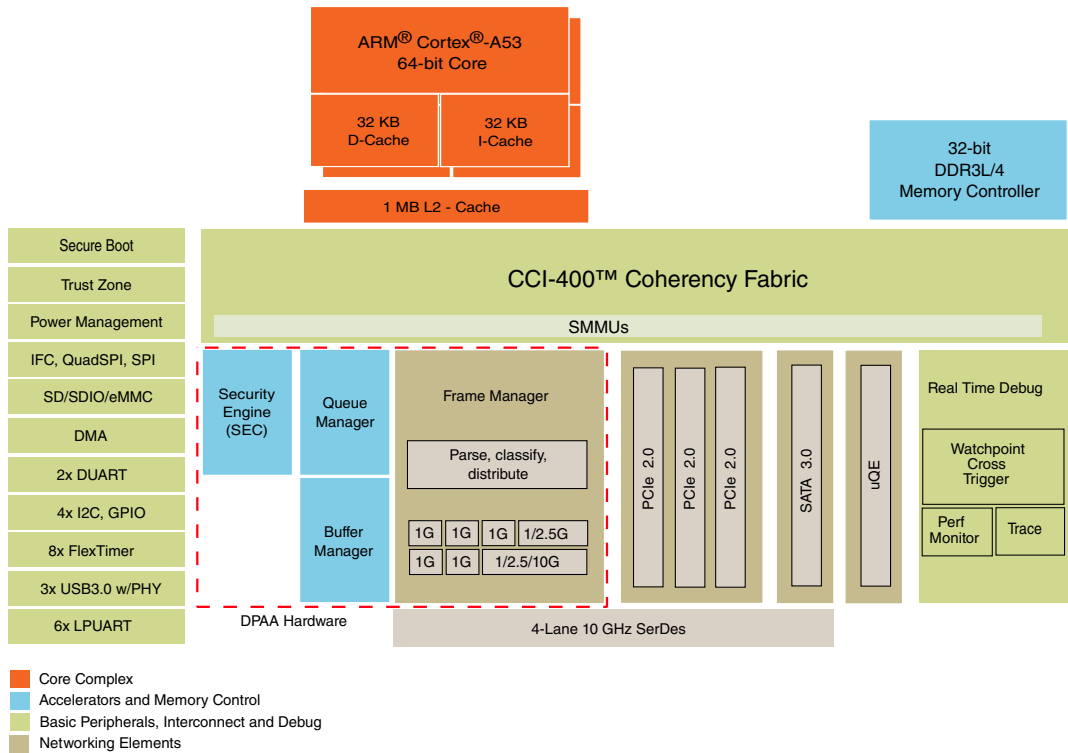 ARM® Cortex®-A53
64-bit Core
32 KB
D-Cache
32 KB
I-Cache
1 MB L2 - Cache
32-bit
DDR3L/4
Memory Controller
Secure Boot
Trust Zone
Power Management
IFC, QuadSPI, SPI
SD/SDIO/eMMC
DMA
2x DUART
4x I2C, GPIO
8x FlexTimer
3x USB3.0 w/PHY
6x LPUART
CCI-400™ Coherency Fabric
SMMUs
Security
Engine
(SEC)
Queue
Manager
Buffer
Manager
Frame Manager
Parse, classify,
distribute
1G 1G 1G 1/2.5G
1G 1G 1/2.5/10G
DPAA Hardware
PCIe 2.0
PCIe 2.0
PCIe 2.0
SATA 3.0
uQE
4-Lane 10 GHz SerDes
Real Time Debug
Watchpoint
Cross
Trigger
Perf
Monitor
Trace
Core Complex
Accelerators and Memory Control
Basic Peripherals, Interconnect and Debug
Networking Elements